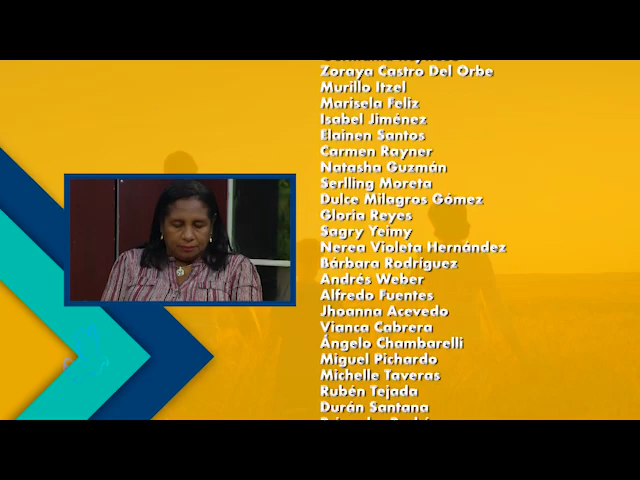 Zoraya Castro Del Orbe
Murillo Itzel
Marisela Feliz
Isabel Jiménez
Elainen Santos
Carmen Rayner
Natasha Guzmán
Serlling Moreta
Dulce Milagros Gómez
Gloria Reyes
Sagry Yeimy
Nerea Violeta Hernández
Bárbara Rodríguez
Andrés Weber
Alfredo Fuentes
Jhoanna Acevedo
Vianca Cabrera
Ángelo Chambarelli
Miguel Pichardo
Michelle Taveras
Rubén Tejada
Durán Santana